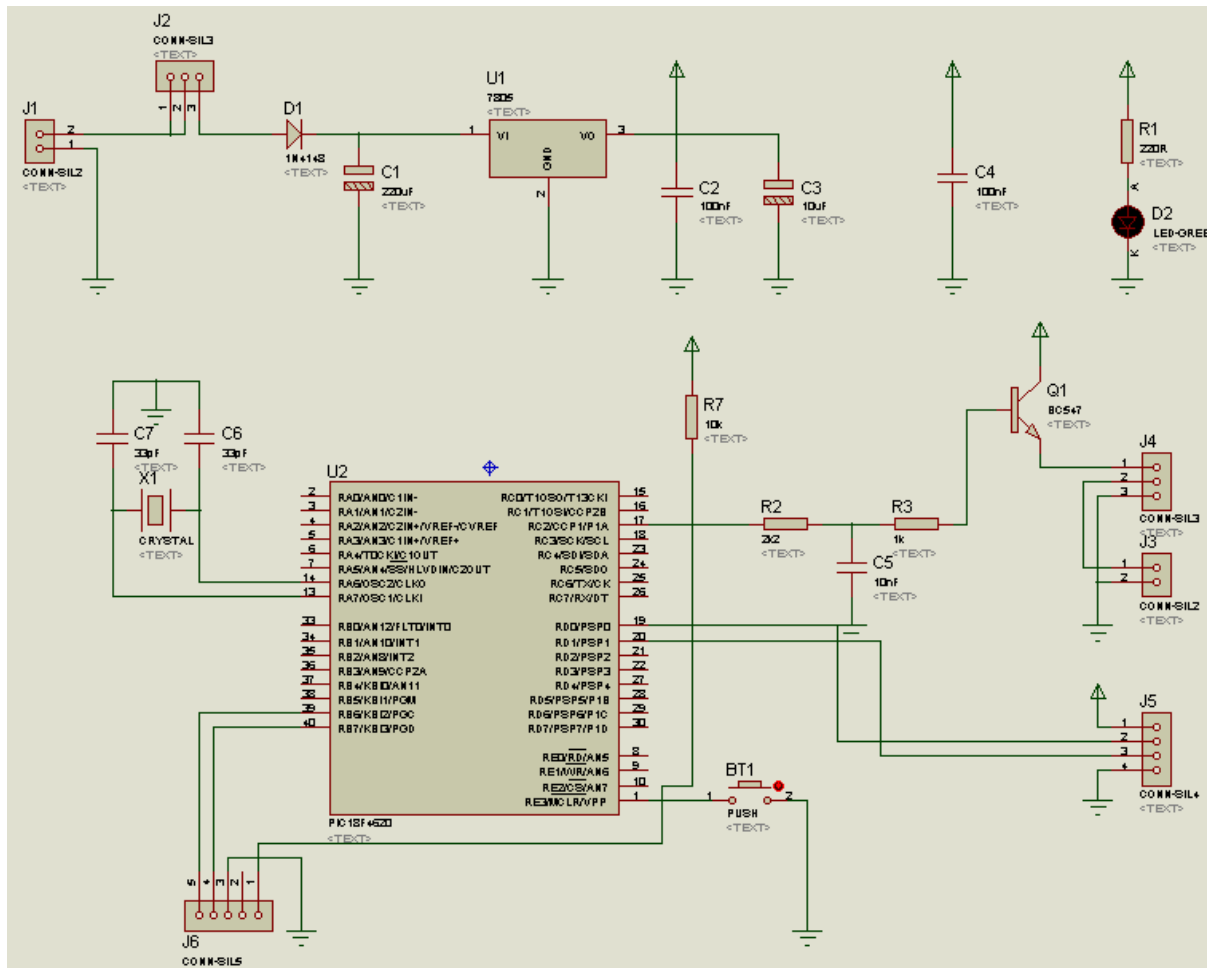 J2
CONN-SIL3
<TEXT>
1
2
3
J1
2
1
CONN-SIL2
<TEXT>
D1
1N4148
<TEXT>
C1
220uF
<TEXT>
U1
7805
<TEXT>
1
VI
VO
3
GND
2
C2
100nF
<TEXT>
C3
10uF
<TEXT>
C4
100nF
<TEXT>
R1
220R
<TEXT>
A
D2
LED-GREE
<TEXT>
K
C7
33pF
<TEXT>
C6
33pF
<TEXT>
X1
CRYSTAL
<TEXT>
R7
10k
<TEXT>
Q1
BC547
<TEXT>
U2
2 RA0/AN0/C1IN-
3 RA1/AN1/C2IN-
4 RA2/AN2/C2IN+/VREF-/CVREF
5 RA3/AN3/C1IN+/VREF+
6 RA4/T0CKI/C1OUT
7 RA5/AN4/SS/HLVDIN/C2OUT
14 RA6/OSC2/CLKO
13 RA7/OSC1/CLKI
33 RB0/AN12/FLT0/INT0
34 RB1/AN10/INT1
35 RB2/AN8/INT2
36 RB3/AN9/CCP2A
37 RB4/KBI0/AN11
38 RB5/KBI1/PGM
39 RB6/KBI2/PGC
40 RB7/KBI3/PGD
RC0/T1OSO/T13CKI 15
RC1/T1OSI/CCP2B 16
RC2/CCP1/P1A 17
RC3/SCK/SCL 18
RC4/SDI/SDA 23
RC5/SDO 24
RC6/TX/CK 25
RC7/RX/DT 26
RD0/PSP0 19
RD1/PSP1 20
RD2/PSP2 21
RD3/PSP3 22
RD4/PSP4 27
RD5/PSP5/P1B 28
RD6/PSP6/P1C 29
RD7/PSP7/P1D 30
RE0/RD/AN5 8
RE1/WR/AN6 9
RE2/CS/AN7 10
RE3/MCLR/VPP 1
PIC18F4620
<TEXT>
R2
2k2
<TEXT>
R3
1k
<TEXT>
C5
10nF
<TEXT>
J4
1
2
3
CONN-SIL3
<TEXT>
J3
1
2
CONN-SIL2
<TEXT>
J5
1
2
3
4
CONN-SIL4
<TEXT>
BT1
1
2
PUSH
<TEXT>
5
4
3
2
1
J6
CONN-SIL5